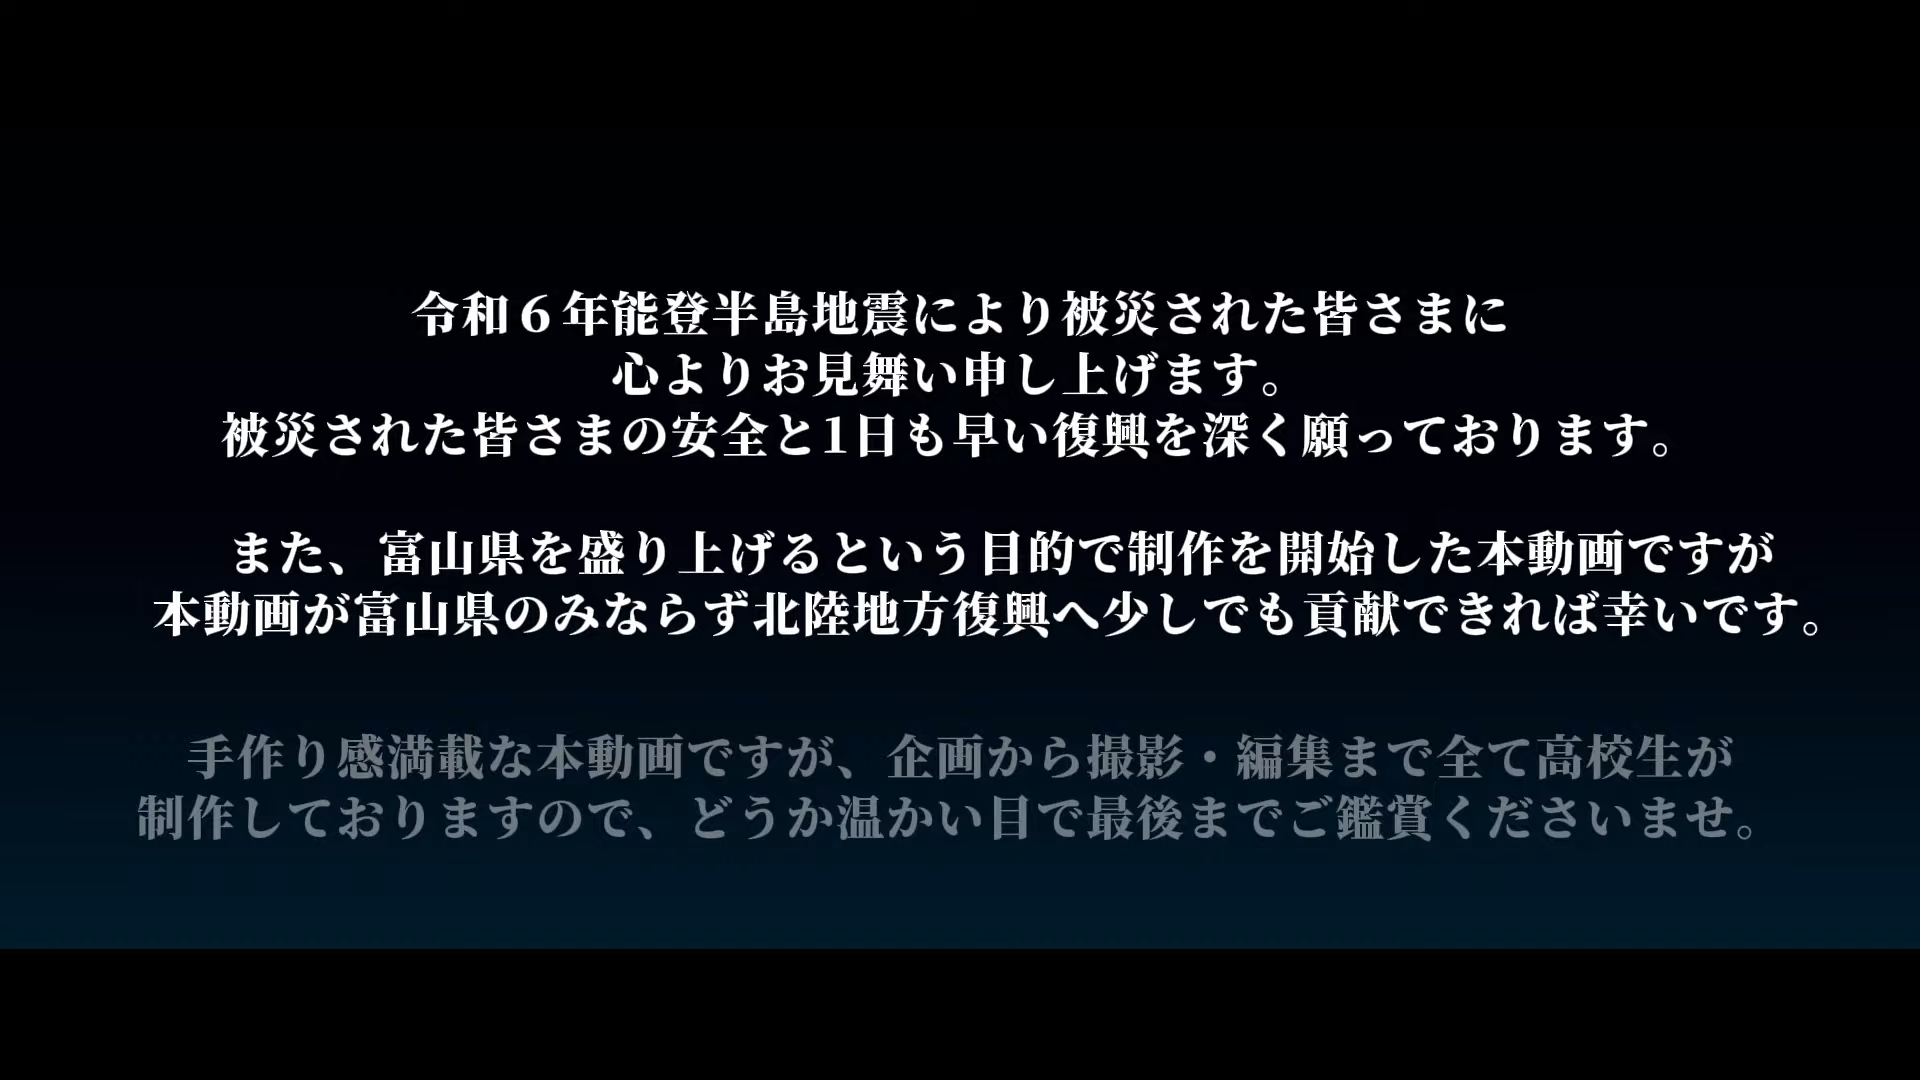 令和６年能登半島地震により被災された皆さまに
心よりお見舞い申し上げます。
被災された皆さまの安全と1日も早い復興を深く願っております。
また、富山県を盛り上げるという目的で制作を開始した本動画ですが
本動画が富山県のみならず北陸地方復興へ少しでも貢献できれば幸いです。
手作り感満載な本動画ですが、企画から撮影・編集まで全て高校生が
制作しておりますので、どうか温かい目で最後までご鑑賞くださいませ。